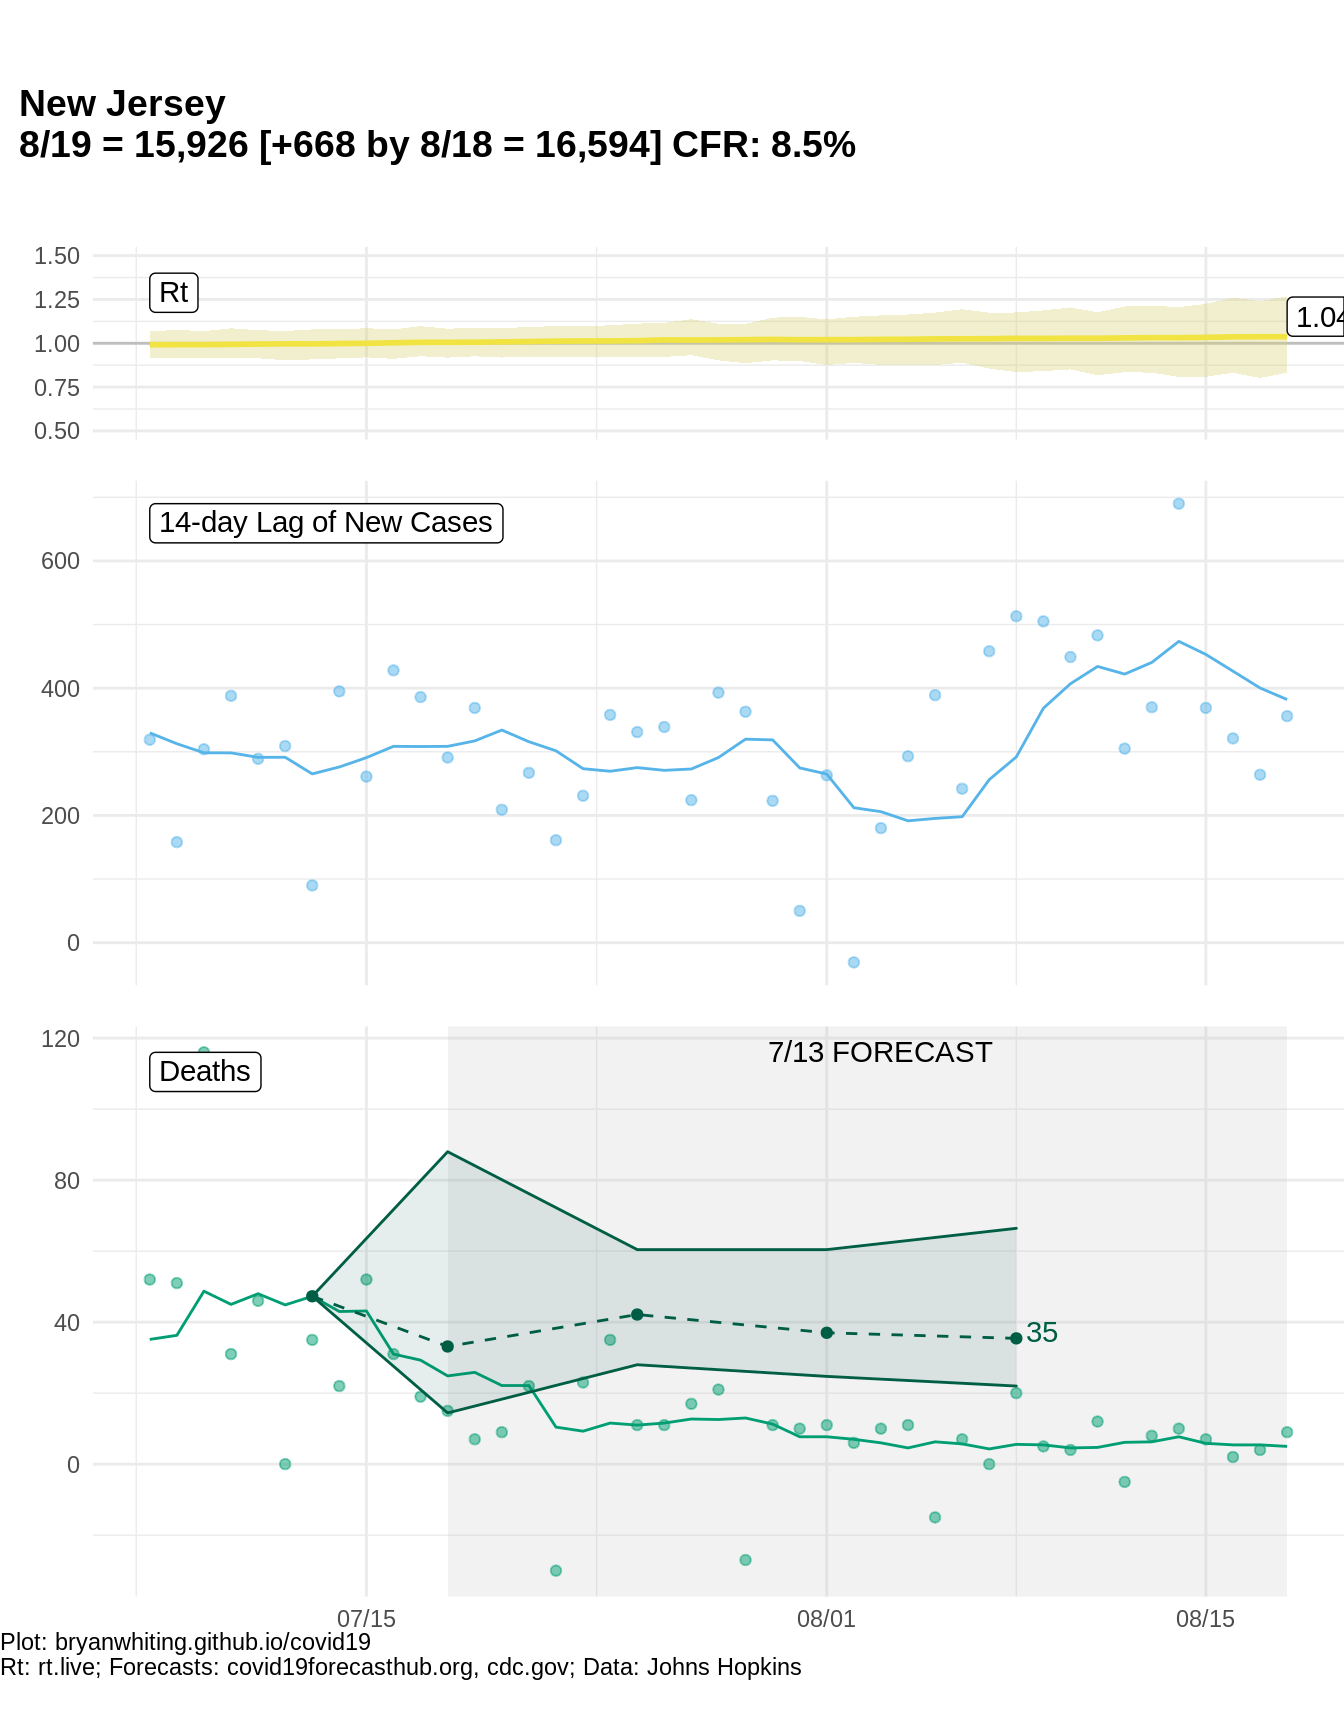 New Jersey
8/19 = 15,926 [+668 by 8/18 = 16,594] CFR: 8.5%
1.50
1.25
1.00
0.75
0.50
Rt
1.04
600
400
200
0
14-day Lag of New Cases
120
80
40
0
Deaths
7/13 FORECAST
35
07/15
08/01
08/15
Plot: bryanwhiting.github.io/covid19
Rt: rt.live; Forecasts: covid19forecasthub.org, cdc.gov; Data: Johns Hopkins